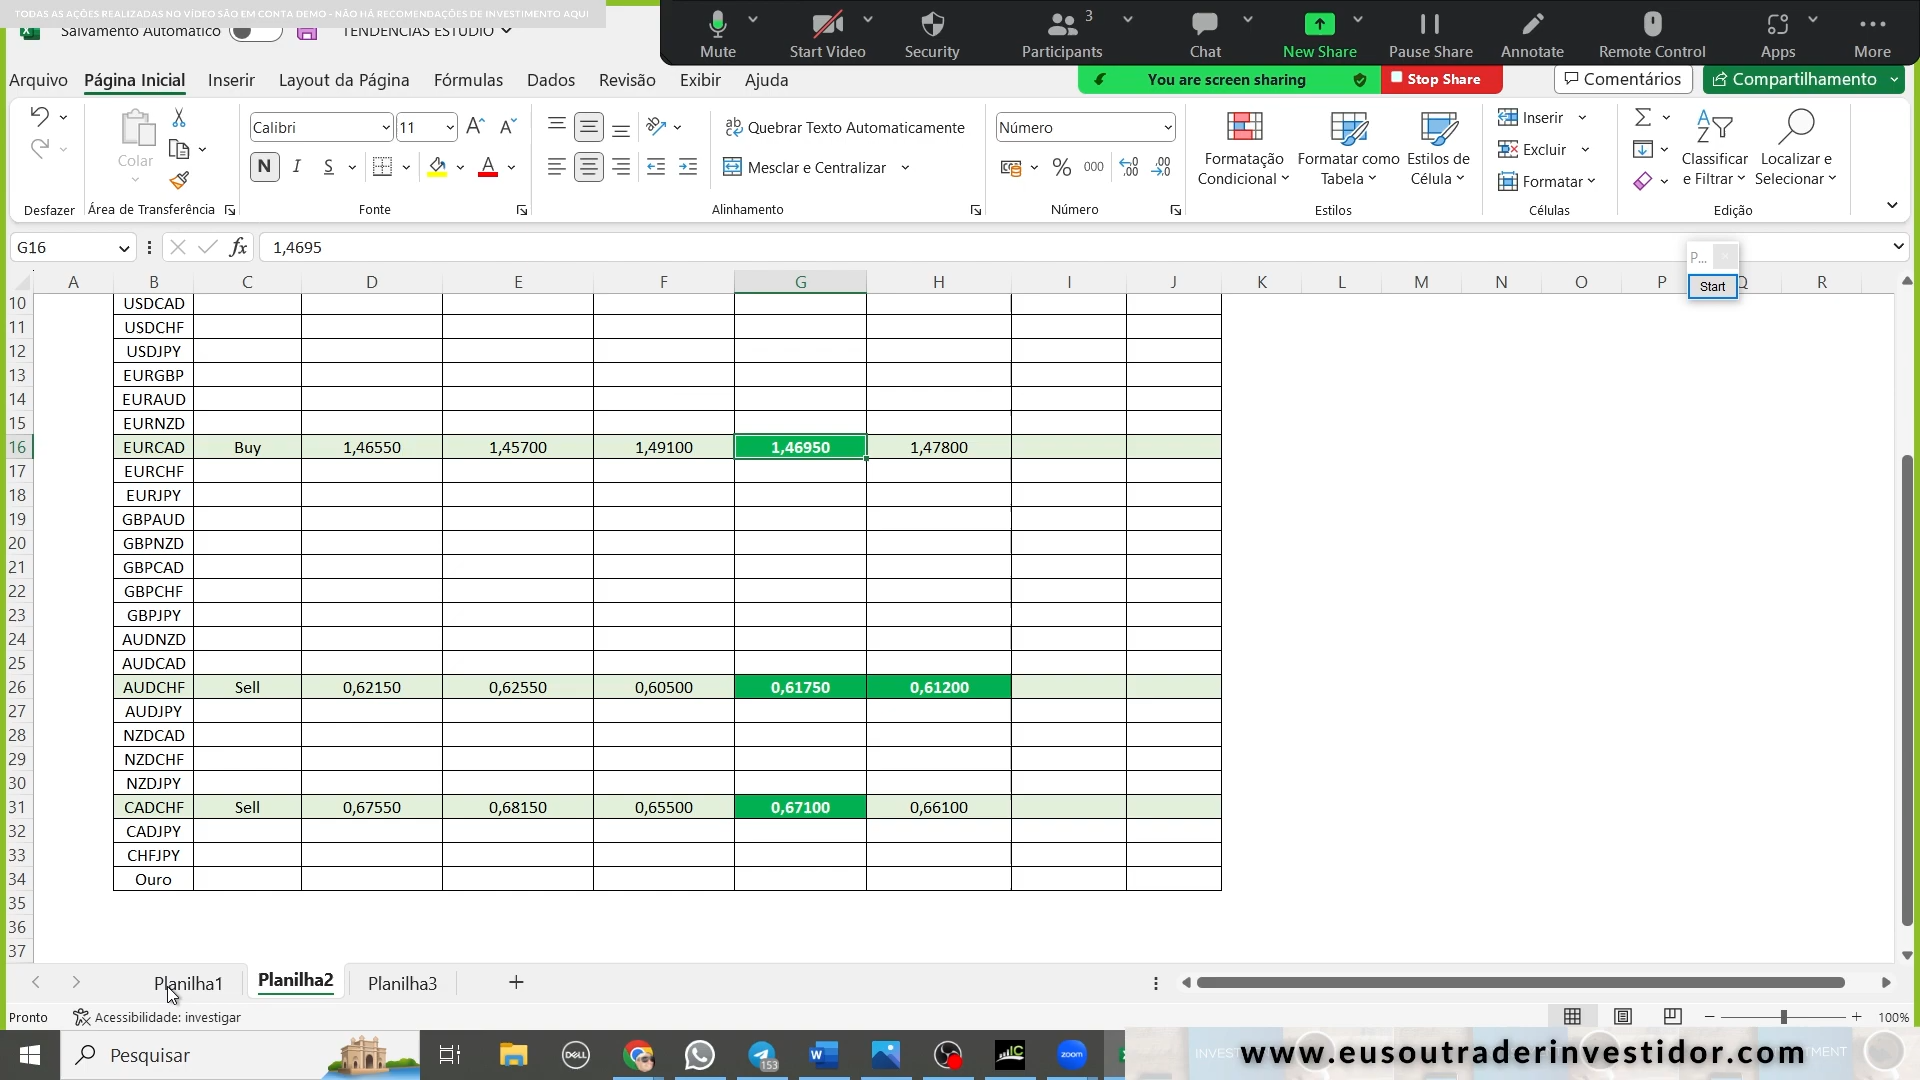 TODAS AS AÇÕES REALIZADAS NO VÍDEO SÃO EM CONTA DEMO - NÃO HÁ RECOMENDAÇÕES DE INVESTIMENTO AQUI
Salvamento Automático TENDENCIAS ESTUDIO
Mute Start Video Security Participants 3 Chat New Share Pause Share Annotate Remote Control Apps More
You are screen sharing Stop Share
Arquivo Página Inicial Inserir Layout da Página Fórmulas Dados Revisão Exibir Ajuda Comentários Compartilhamento
Colar Calibri 11 Quebrar Texto Automaticamente Número Inserir
N I S Mesclar e Centralizar % 000 Formatação Condicional Formatar como Tabela Estilos de Célula Excluir Formatar Classificar e Filtrar Localizar e Selecionar
Desfazer Área de Transferência Fonte Alinhamento Número Estilos Células Edição
G16 fx 1,4695
P...
Start
A B C D E F G H I J K L M N O P Q R
10 USDCAD
11 USDCHF
12 USDJPY
13 EURGBP
14 EURAUD
15 EURNZD
16 EURCAD Buy 1,46550 1,45700 1,49100 1,46950 1,47800
17 EURCHF
18 EURJPY
19 GBPAUD
20 GBPNZD
21 GBPCAD
22 GBPCHF
23 GBPJPY
24 AUDNZD
25 AUDCAD
26 AUDCHF Sell 0,62150 0,62550 0,60500 0,61750 0,61200
27 AUDJPY
28 NZDCAD
29 NZDCHF
30 NZDJPY
31 CADCHF Sell 0,67550 0,68150 0,65500 0,67100 0,66100
32 CADJPY
33 CHFJPY
34 Ouro
35
36
37
Planilha1 Planilha2 Planilha3
Pronto Acessibilidade: investigar 100%
Pesquisar DELL 153 W zoom
www.eusoutraderinvestidor.com